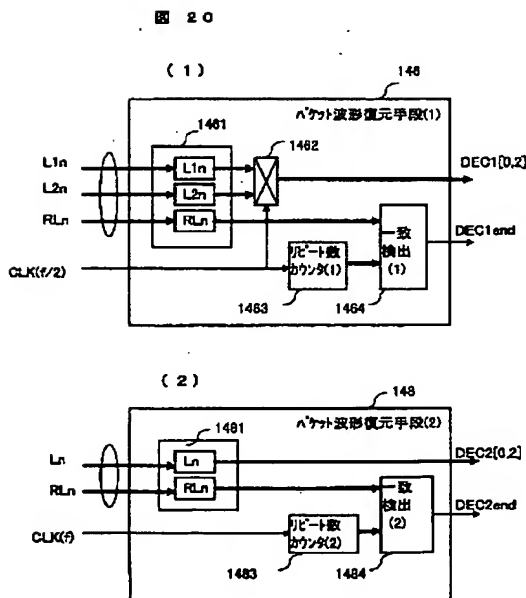 図 20
(1)
146
パケット波形復元手段(1)
1461
1462
L1n
L1n
DEC1[0,2]
L2n
L2n
RLn
RLn
DEC1end
一致
検出
(1)
CLK(f/2)
リピート数
カウンタ(1)
1463
1464
(2)
148
パケット波形復元手段(2)
1481
Ln
Ln
DEC2[0,2]
RLn
RLn
一致
検出
(2)
DEC2end
CLK(f)
リピート数
カウンタ(2)
1483
1484